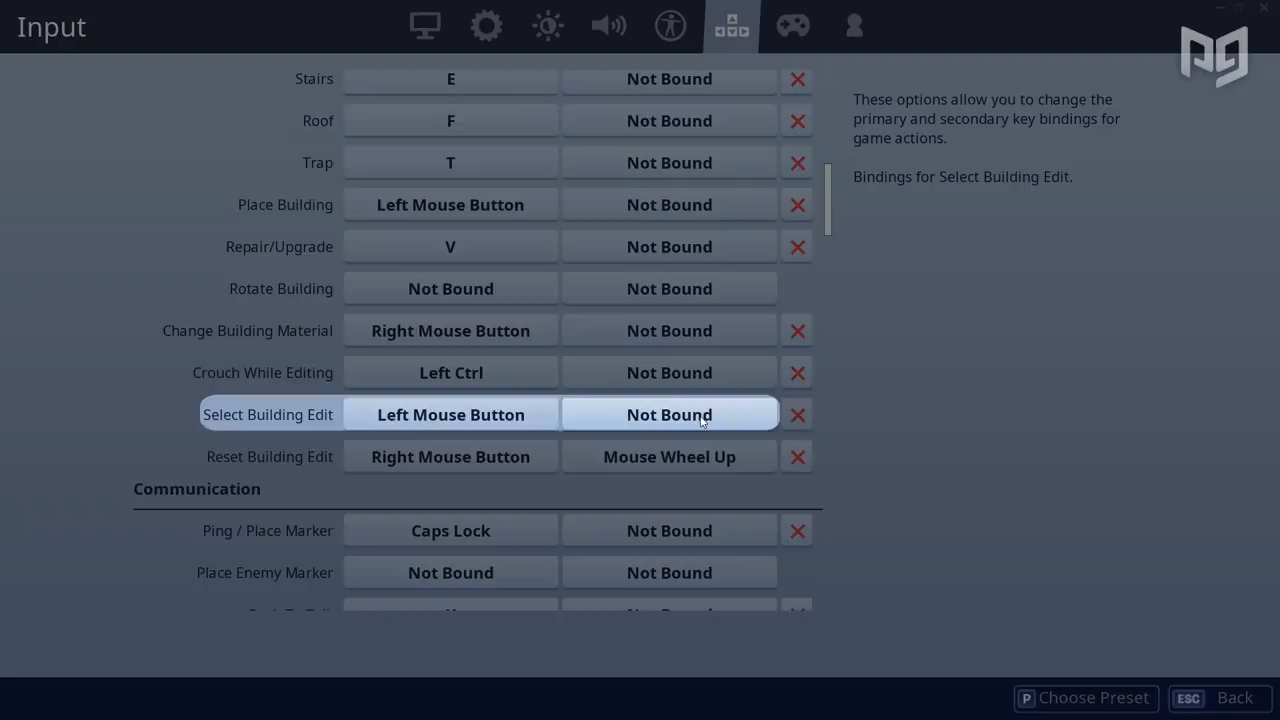 Input
Stairs E Not Bound
Roof F Not Bound
Trap T Not Bound
Place Building Left Mouse Button Not Bound
Repair/Upgrade V Not Bound
Rotate Building Not Bound Not Bound
Change Building Material Right Mouse Button Not Bound
Crouch While Editing Left Ctrl Not Bound
Select Building Edit Left Mouse Button Not Bound
Reset Building Edit Right Mouse Button Mouse Wheel Up
Communication
Ping / Place Marker Caps Lock Not Bound
Place Enemy Marker Not Bound Not Bound
These options allow you to change the
primary and secondary key bindings for
game actions.
Bindings for Select Building Edit.
P Choose Preset ESC Back